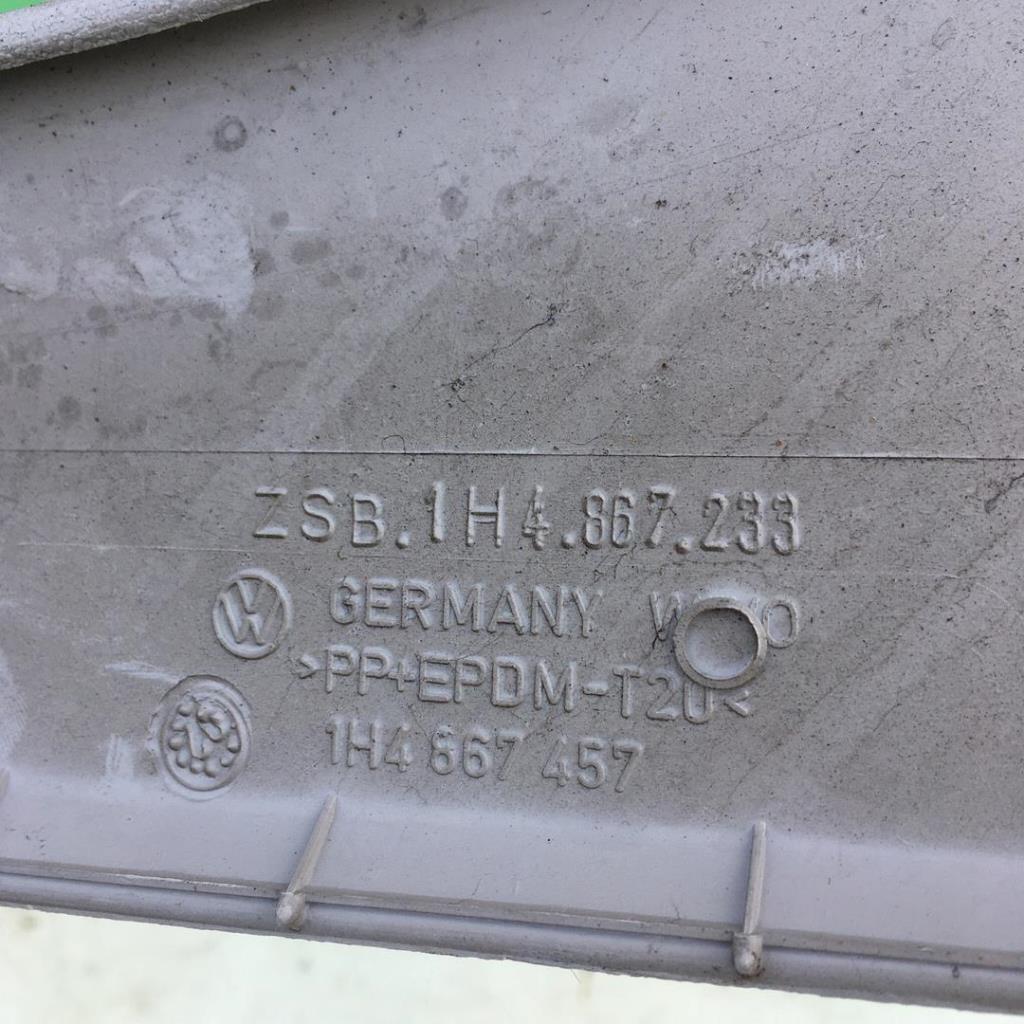 ZSB.1H4.867.233
GERMANY
>PP+EPDM-T20<
1H4 867 457